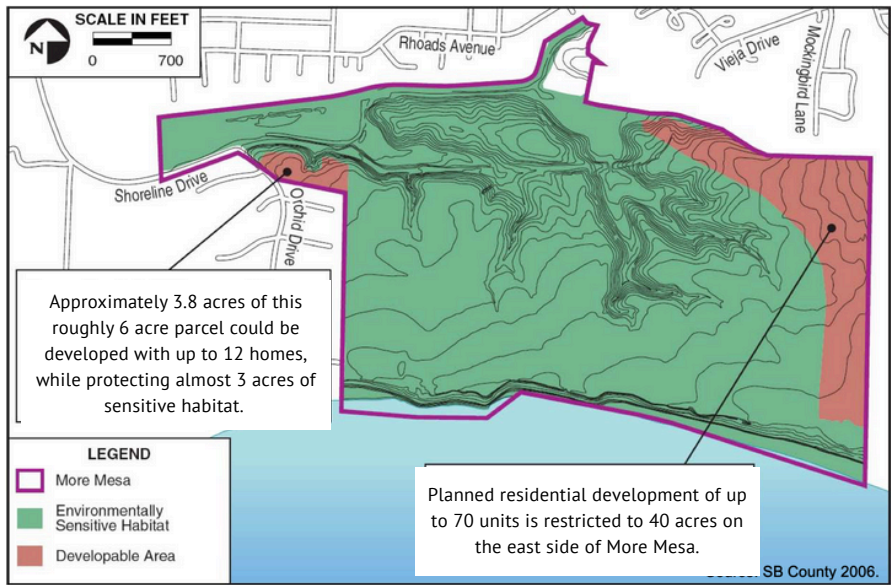 SCALE IN FEET
N
0 700
Rhoads Avenue
Vieja Drive
Mockingbird Lane
Shoreline Drive
Orchid Drive
Approximately 3.8 acres of this
roughly 6 acre parcel could be
developed with up to 12 homes,
while protecting almost 3 acres of
sensitive habitat.
LEGEND
More Mesa
Environmentally
Sensitive Habitat
Developable Area
Planned residential development of up
to 70 units is restricted to 40 acres on
the east side of More Mesa.
SB County 2006.